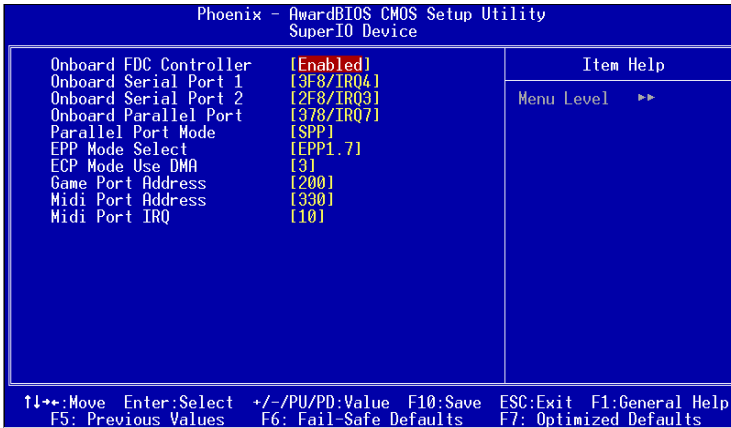 Phoenix - AwardBIOS CMOS Setup Utility
SuperIO Device
Onboard FDC Controller [Enabled]
Onboard Serial Port 1 [3F8/IRQ4]
Onboard Serial Port 2 [2F8/IRQ3]
Onboard Parallel Port [378/IRQ7]
Parallel Port Mode [SPP]
EPP Mode Select [EPP1.7]
ECP Mode Use DMA [3]
Game Port Address [200]
Midi Port Address [330]
Midi Port IRQ [10]
Item Help
Menu Level ▸▸
↑↓→←:Move Enter:Select +/-/PU/PD:Value F10:Save ESC:Exit F1:General Help
F5: Previous Values F6: Fail-Safe Defaults F7: Optimized Defaults